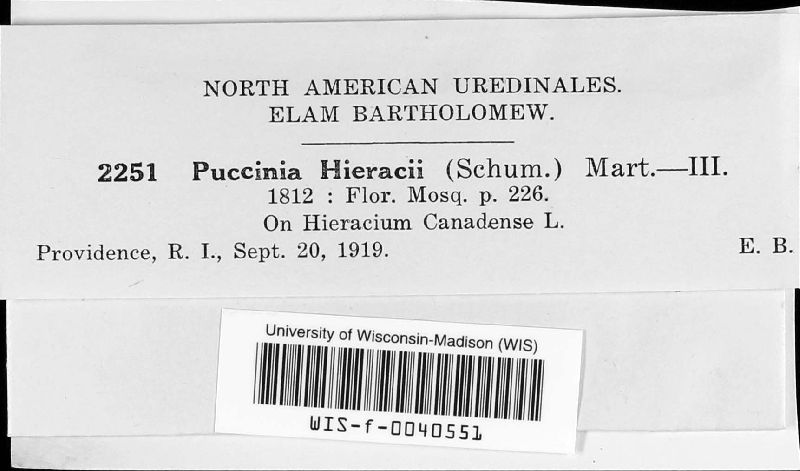 NORTH AMERICAN UREDINALES.
ELAM BARTHOLOMEW.
2251 Puccinia Hieracii (Schum.) Mart.—III.
1812 : Flor. Mosq. p. 226.
On Hieracium Canadense L.
Providence, R. I., Sept. 20, 1919. E. B.
University of Wisconsin-Madison (WIS)
WIS-f-0040551